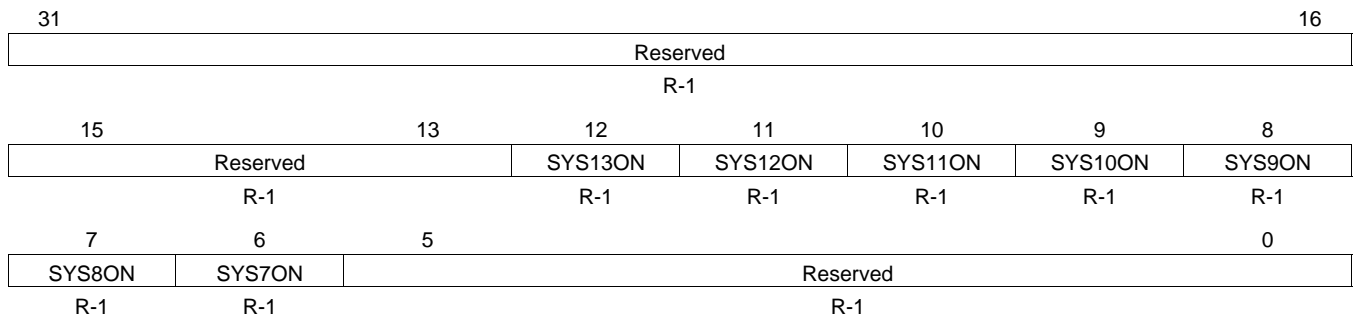 31 16
Reserved
R-1
15 13 12 11 10 9 8
Reserved SYS13ON SYS12ON SYS11ON SYS10ON SYS9ON
R-1 R-1 R-1 R-1 R-1 R-1
7 6 5 0
SYS8ON SYS7ON Reserved
R-1 R-1 R-1